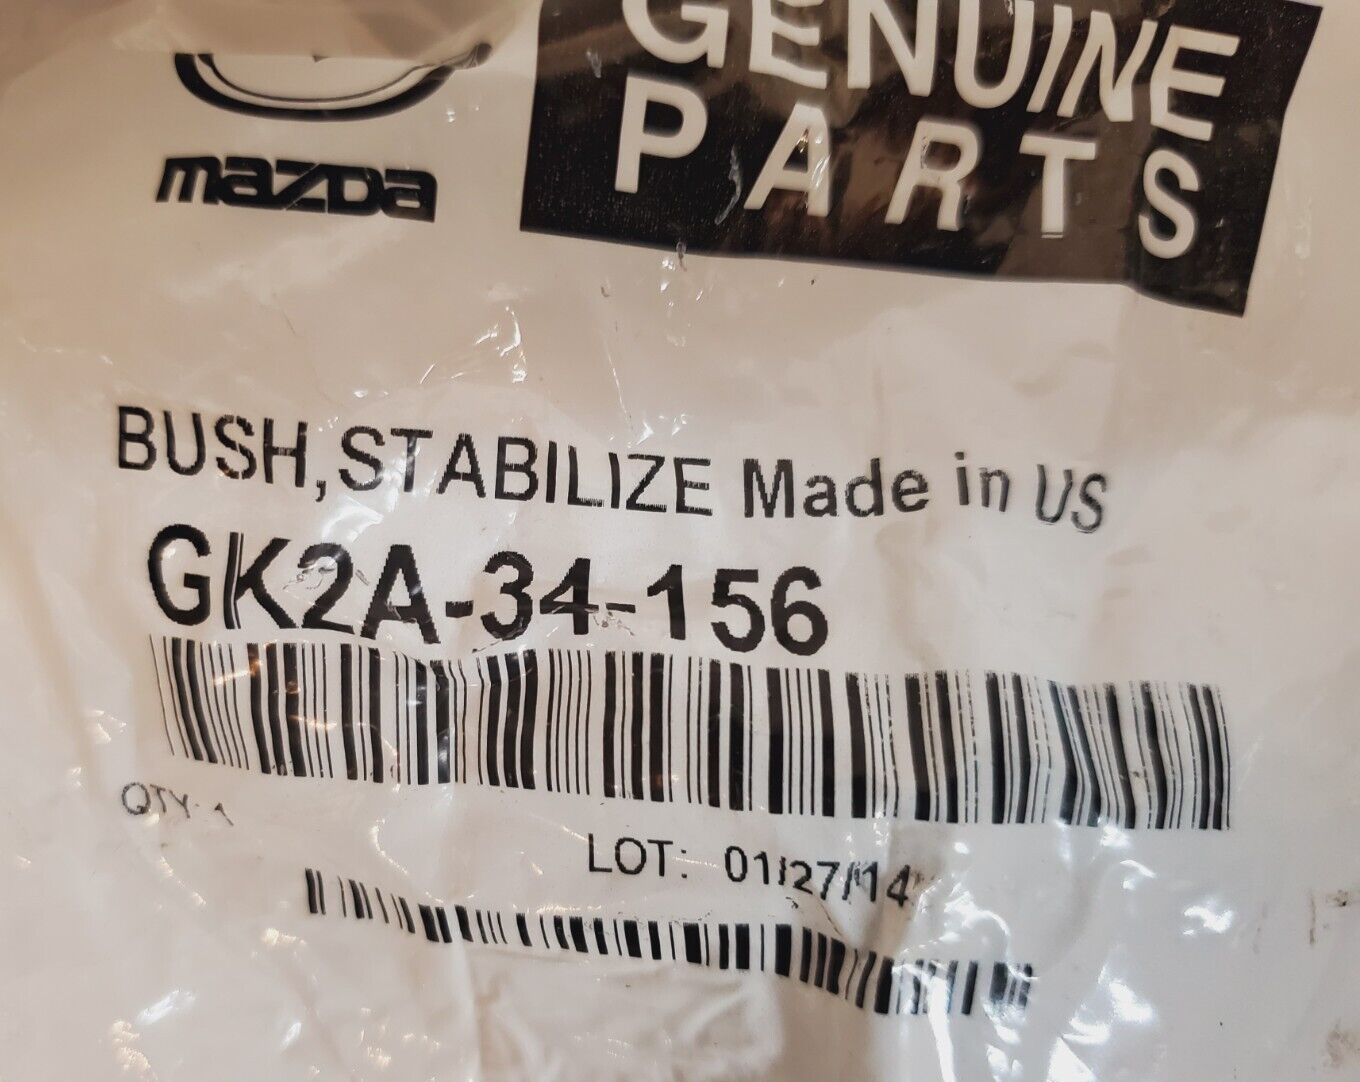 GENUINE
PARTS
mazda
BUSH,STABILIZE Made in US
GK2A-34-156
QTY: 1
LOT: 01/27/14